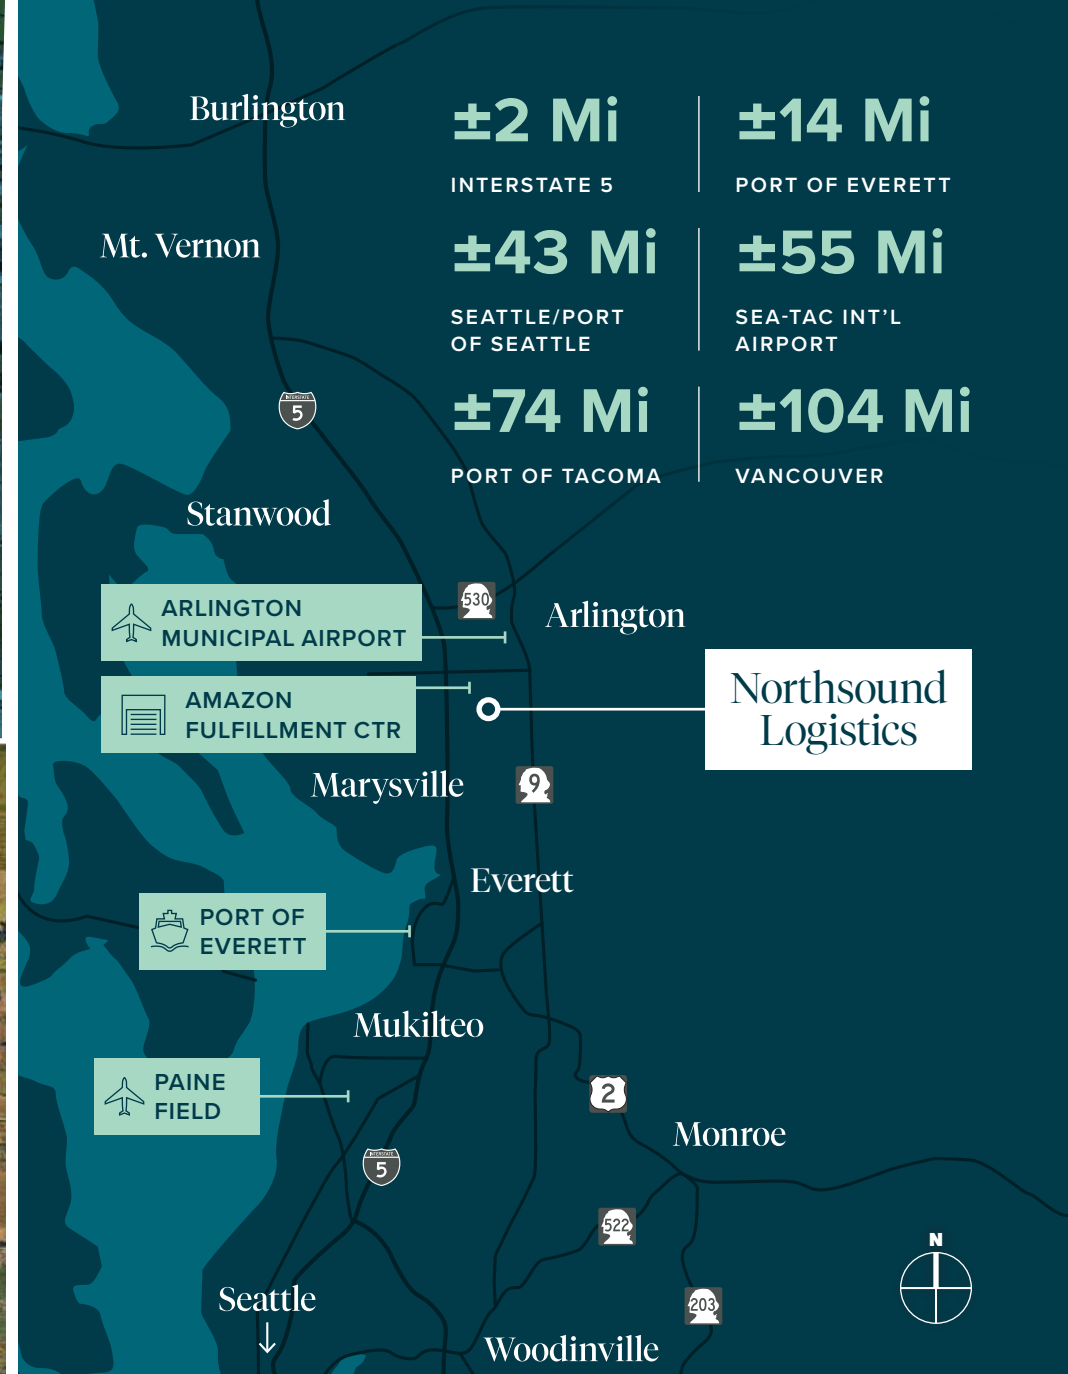 Burlington
±2 Mi
INTERSTATE 5
±14 Mi
PORT OF EVERETT
Mt. Vernon
±43 Mi
SEATTLE/PORT
OF SEATTLE
±55 Mi
SEA-TAC INT'L
AIRPORT
±74 Mi
PORT OF TACOMA
±104 Mi
VANCOUVER
INTERSTATE
5
Stanwood
ARLINGTON
MUNICIPAL AIRPORT
530
Arlington
AMAZON
FULFILLMENT CTR
Northsound
Logistics
Marysville
9
Everett
PORT OF
EVERETT
Mukilteo
PAINE
FIELD
2
Monroe
INTERSTATE
5
522
N
Seattle
203
Woodinville